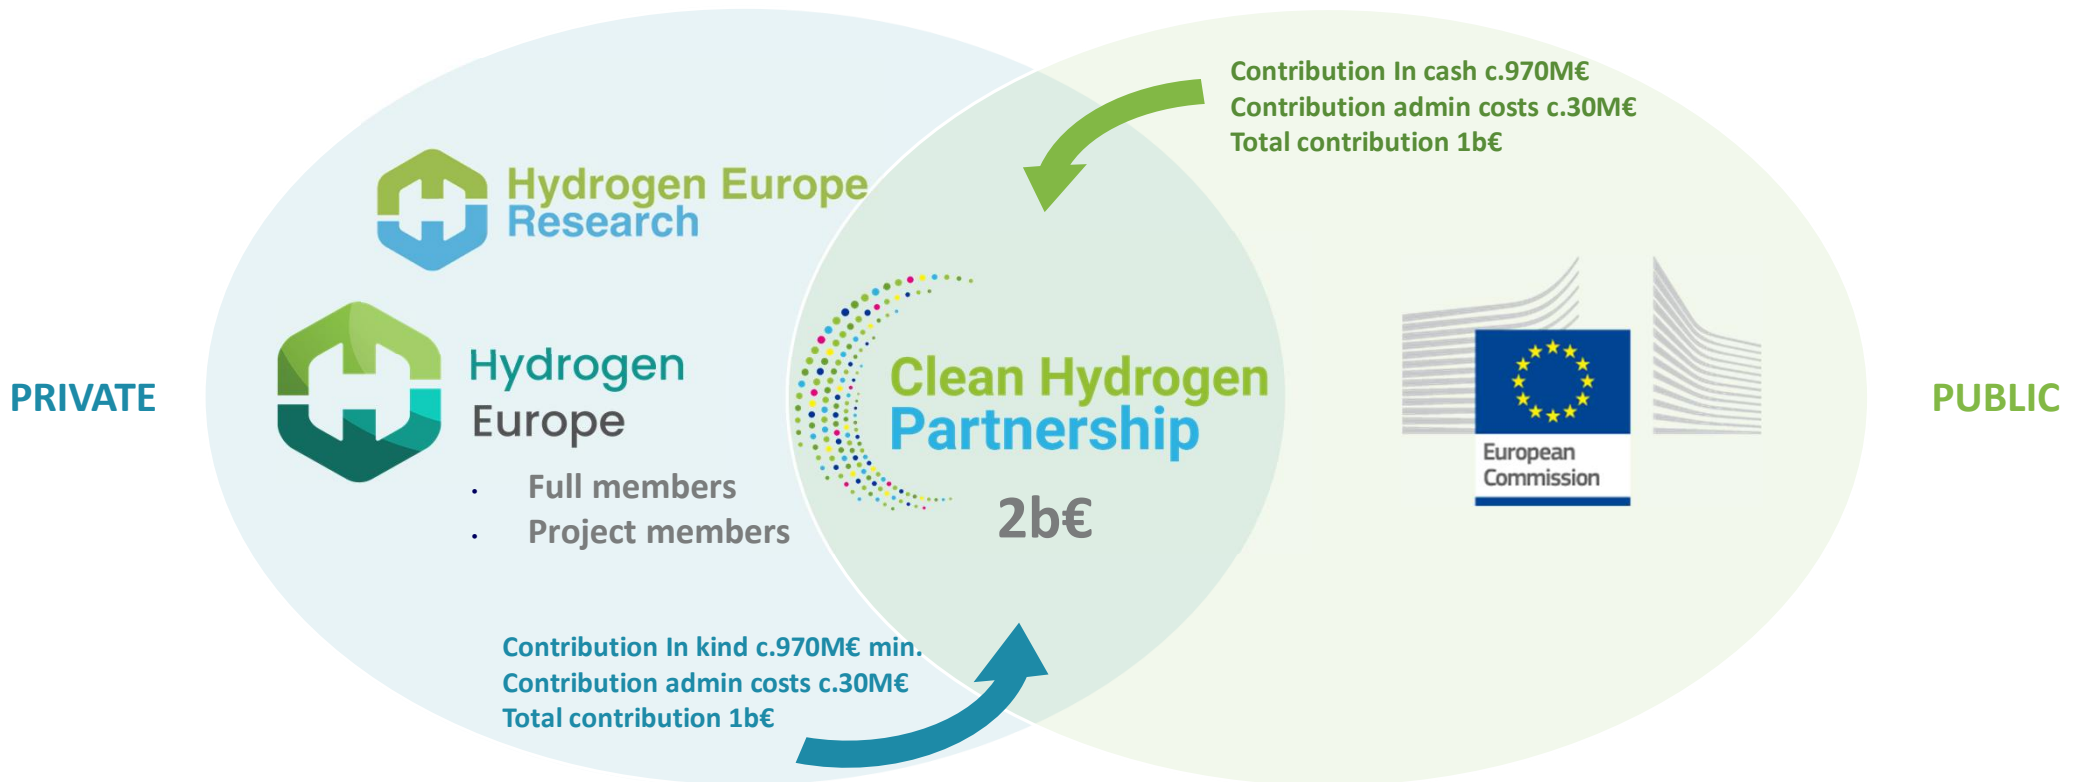 PRIVATE
Hydrogen Europe
Research
Hydrogen
Europe
• Full members
• Project members
Contribution In kind c.970M€ min.
Contribution admin costs c.30M€
Total contribution 1b€
Clean Hydrogen
Partnership
2b€
Contribution In cash c.970M€
Contribution admin costs c.30M€
Total contribution 1b€
European
Commission
PUBLIC